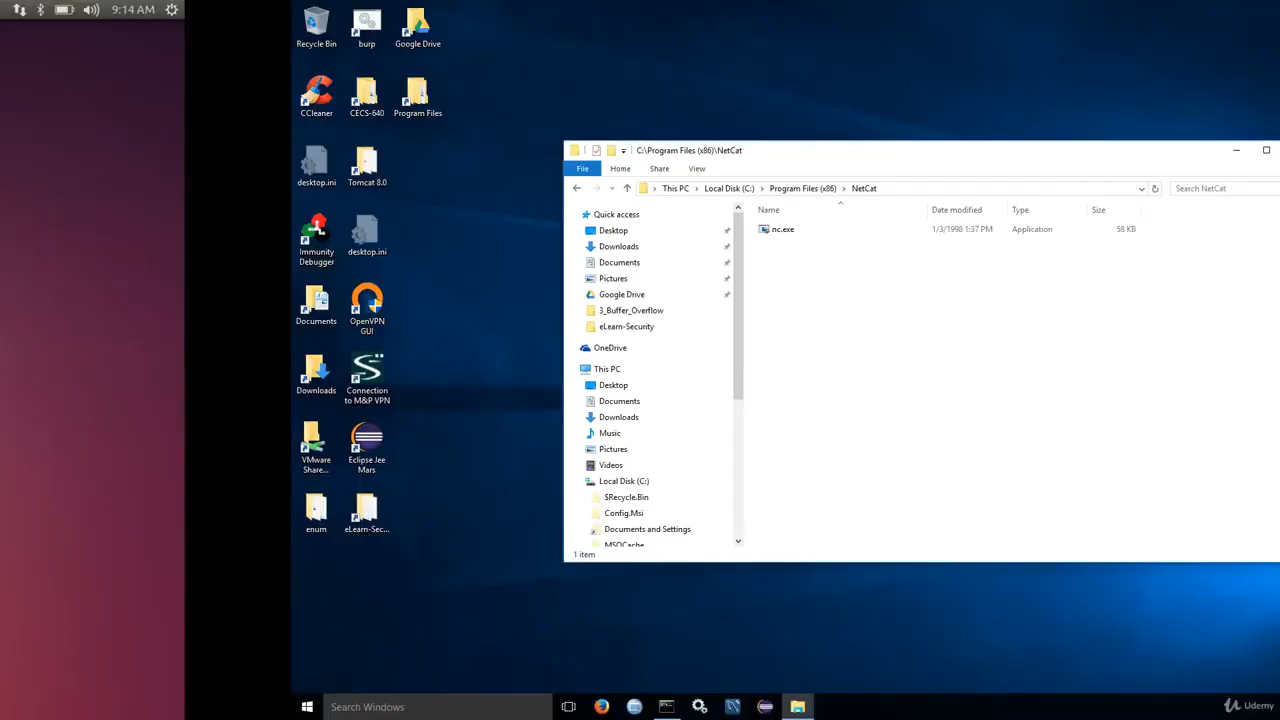 9:14 AM
Recycle Bin
burp
Google Drive
CCleaner
CECS-640
Program Files
desktop.ini
Tomcat 8.0
Immunity
Debugger
desktop.ini
Documents
OpenVPN
GUI
Downloads
Connection
to M&P VPN
VMware
Share...
Eclipse Jee
Mars
enum
eLearn-Sec...
C:\Program Files (x86)\NetCat
File
Home
Share
View
This PC
Local Disk (C:)
Program Files (x86)
NetCat
Search NetCat
Name
Date modified
Type
Size
nc.exe
1/3/1998 1:37 PM
Application
58 KB
Quick access
Desktop
Downloads
Documents
Pictures
Google Drive
3_Buffer_Overflow
eLearn-Security
OneDrive
This PC
Desktop
Documents
Downloads
Music
Pictures
Videos
Local Disk (C:)
$Recycle.Bin
Config.Msi
Documents and Settings
MSOCache
1 item
Search Windows
Udemy